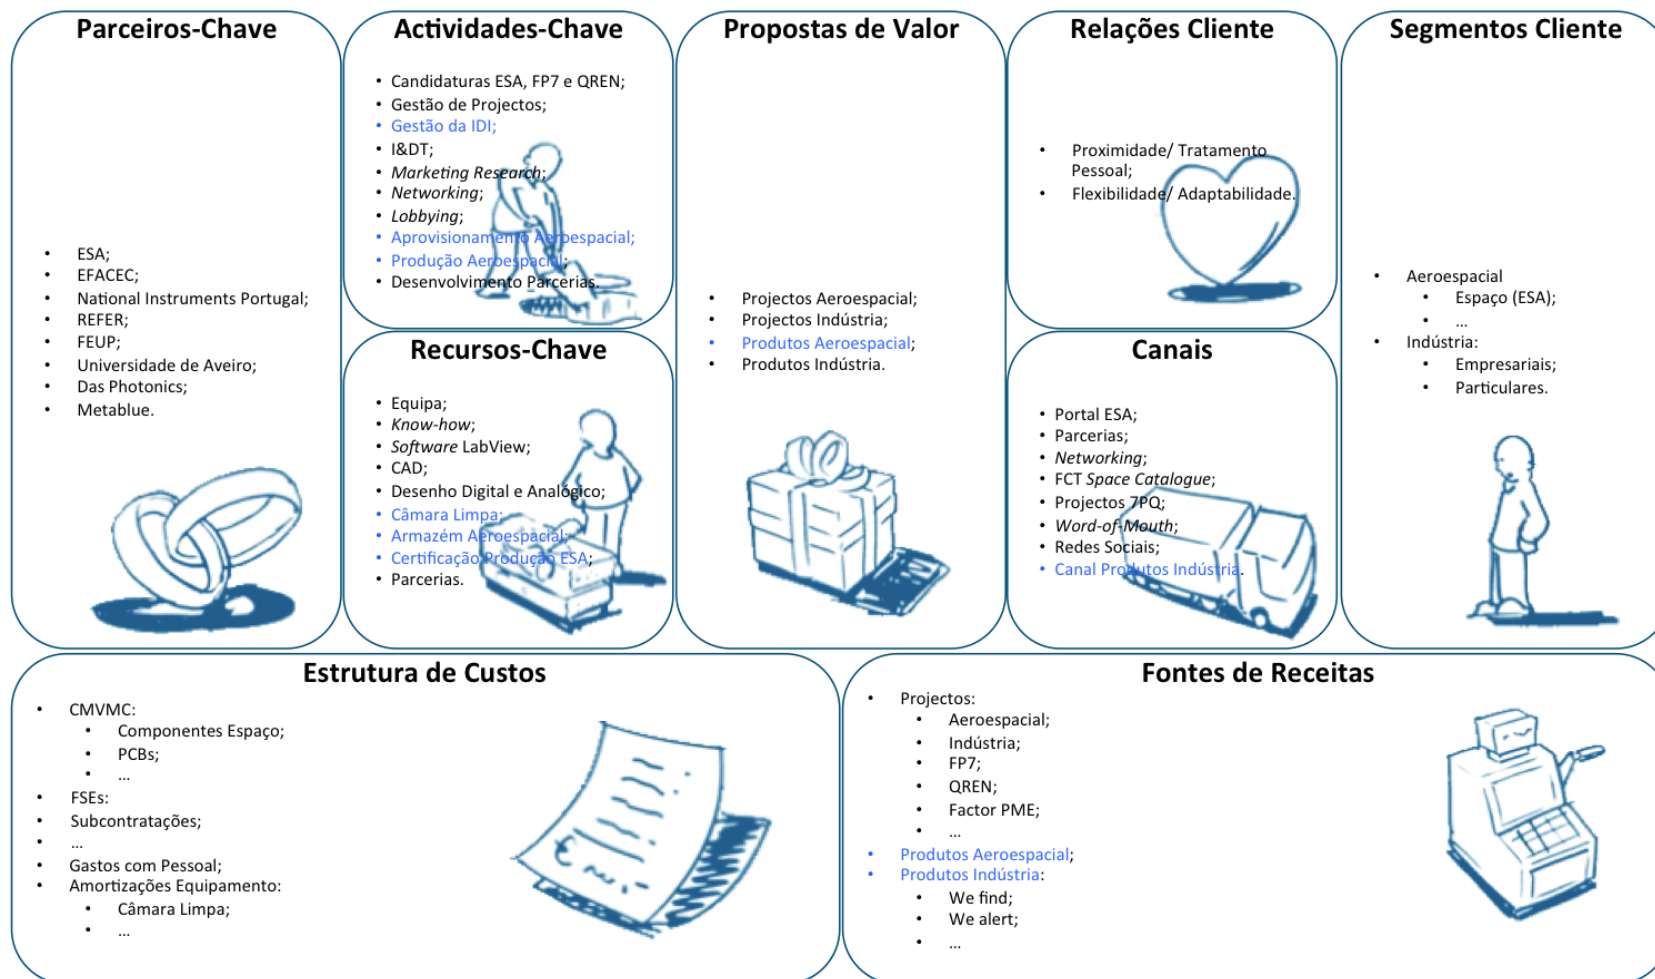 Parceiros-Chave
• ESA;
• EFACEC;
• National Instruments Portugal;
• REFER;
• FEUP;
• Universidade de Aveiro;
• Das Photonics;
• Metablue.
Actividades-Chave
• Candidaturas ESA, FP7 e QREN;
• Gestão de Projectos;
• Gestão da IDI;
• I&DT;
• Marketing Research;
• Networking;
• Lobbying;
• Aprovisionamento Aeroespacial;
• Produção Aeroespacial;
• Desenvolvimento Parcerias.
Recursos-Chave
• Equipa;
• Know-how;
• Software LabView;
• CAD;
• Desenho Digital e Analógico;
• Câmara Limpa;
• Armazém Aeroespacial;
• Certificação Produção ESA;
• Parcerias.
Propostas de Valor
• Projectos Aeroespacial;
• Projectos Indústria;
• Produtos Aeroespacial;
• Produtos Indústria.
Relações Cliente
• Proximidade/ Tratamento
Pessoal;
• Flexibilidade/ Adaptabilidade.
Canais
• Portal ESA;
• Parcerias;
• Networking;
• FCT Space Catalogue;
• Projectos 7PQ;
• Word-of-Mouth;
• Redes Sociais;
• Canal Produtos Indústria.
Segmentos Cliente
• Aeroespacial
• Espaço (ESA);
• ...
• Indústria:
• Empresariais;
• Particulares.
Estrutura de Custos
• CMVMC:
• Componentes Espaço;
• PCBs;
• ...
• FSEs:
• Subcontratações;
• ...
• Gastos com Pessoal;
• Amortizações Equipamento:
• Câmara Limpa;
• ...
Fontes de Receitas
• Projectos:
• Aeroespacial;
• Indústria;
• FP7;
• QREN;
• Factor PME;
• ...
• Produtos Aeroespacial;
• Produtos Indústria:
• We find;
• We alert;
• ...